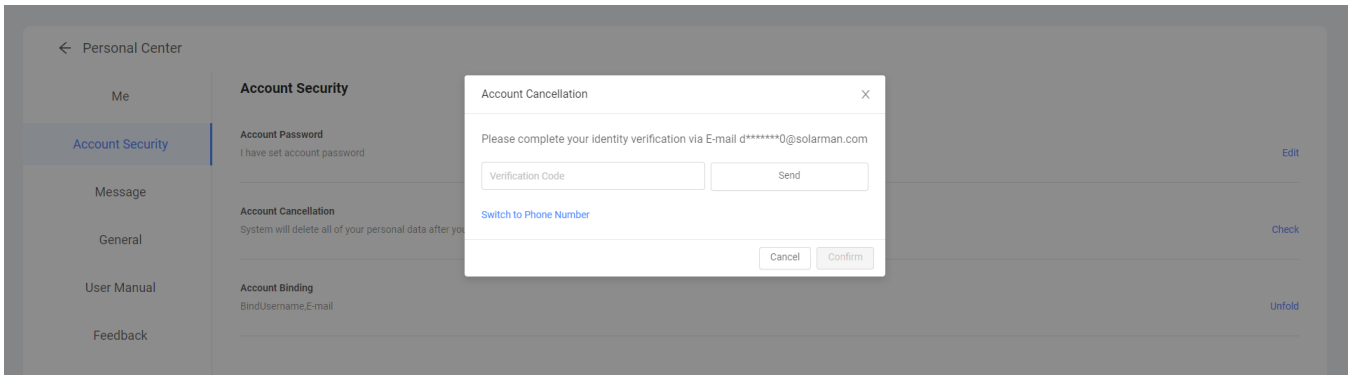 ← Personal Center
Me
Account Security
Message
General
User Manual
Feedback
Account Security
Account Password
I have set account password
Edit
Account Cancellation
System will delete all of your personal data after you
Check
Account Binding
BindUsername,E-mail
Unfold
Account Cancellation
X
Please complete your identity verification via E-mail d*******0@solarman.com
Verification Code
Send
Switch to Phone Number
Cancel
Confirm